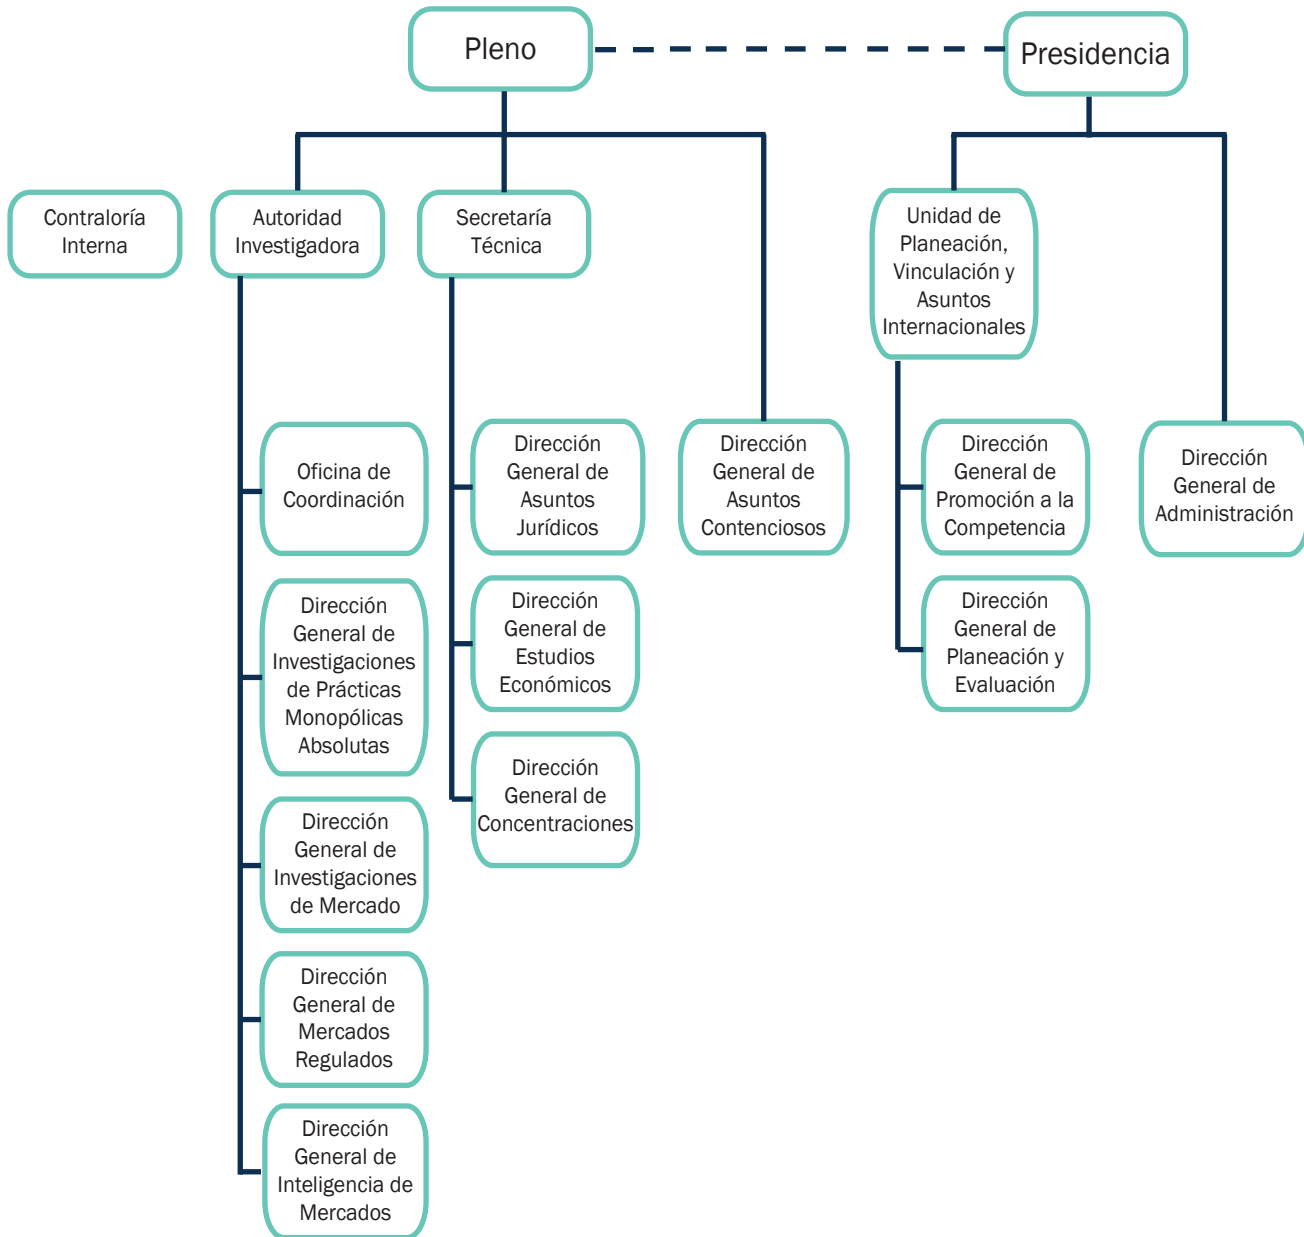 Pleno
Presidencia
Contraloría
Interna
Autoridad
Investigadora
Secretaría
Técnica
Unidad de
Planeación,
Vinculación y
Asuntos
Internacionales
Oficina de
Coordinación
Dirección
General de
Asuntos
Jurídicos
Dirección
General de
Asuntos
Contenciosos
Dirección
General de
Promoción a la
Competencia
Dirección
General de
Administración
Dirección
General de
Investigaciones
de Prácticas
Monopólicas
Absolutas
Dirección
General de
Estudios
Económicos
Dirección
General de
Planeación y
Evaluación
Dirección
General de
Investigaciones
de Mercado
Dirección
General de
Concentraciones
Dirección
General de
Mercados
Regulados
Dirección
General de
Inteligencia de
Mercados